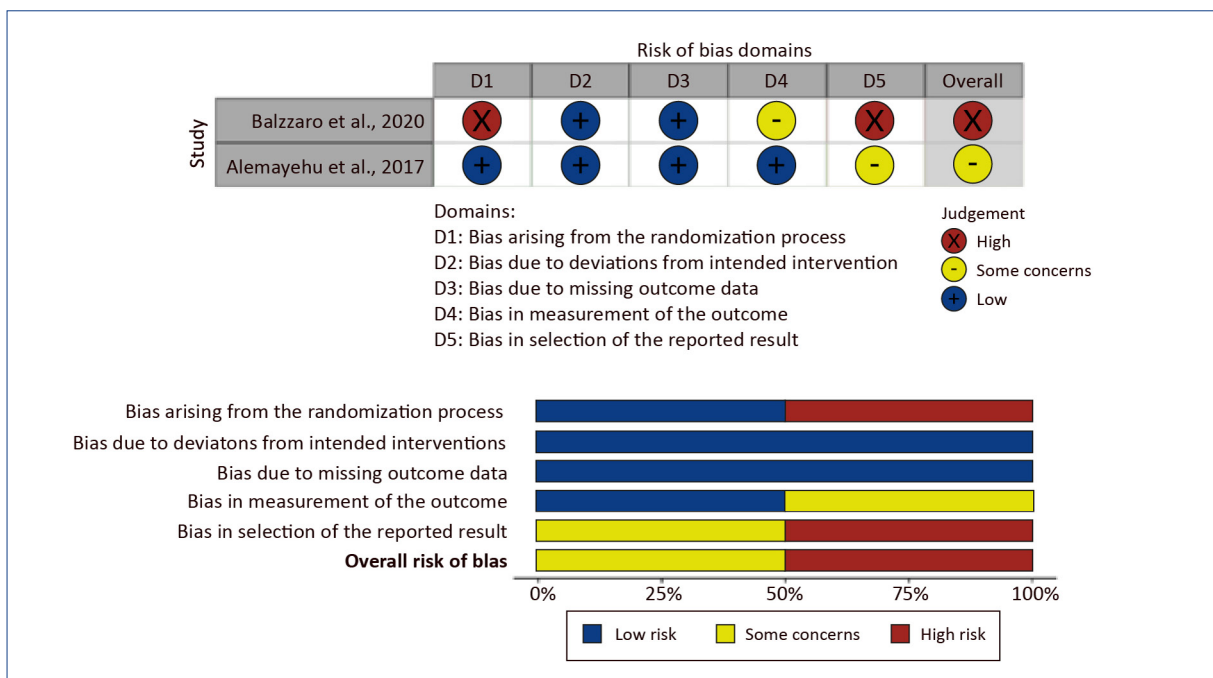 Risk of bias domains
D1 D2 D3 D4 D5 Overall
Study
Balzzaro et al., 2020 X + + - X X
Alemayehu et al., 2017 + + + + - -
Domains:
D1: Bias arising from the randomization process
D2: Bias due to deviations from intended intervention
D3: Bias due to missing outcome data
D4: Bias in measurement of the outcome
D5: Bias in selection of the reported result
Judgement
X High
- Some concerns
+ Low
Bias arising from the randomization process
Bias due to deviatons from intended interventions
Bias due to missing outcome data
Bias in measurement of the outcome
Bias in selection of the reported result
Overall risk of blas
0% 25% 50% 75% 100%
Low risk Some concerns High risk